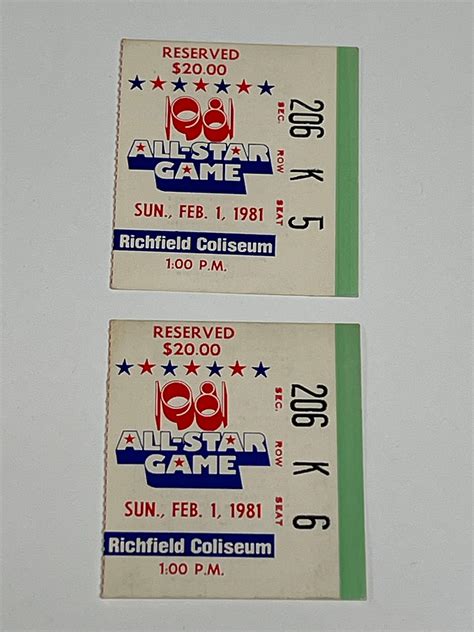 RESERVED
$20.00
1981
ALL-STAR
GAME
SUN., FEB. 1, 1981
Richfield Coliseum
1:00 P.M.
206 K 5
SEC. ROW SEAT
RESERVED
$20.00
1981
ALL-STAR
GAME
SUN., FEB. 1, 1981
Richfield Coliseum
1:00 P.M.
206 K 6
SEC. ROW SEAT